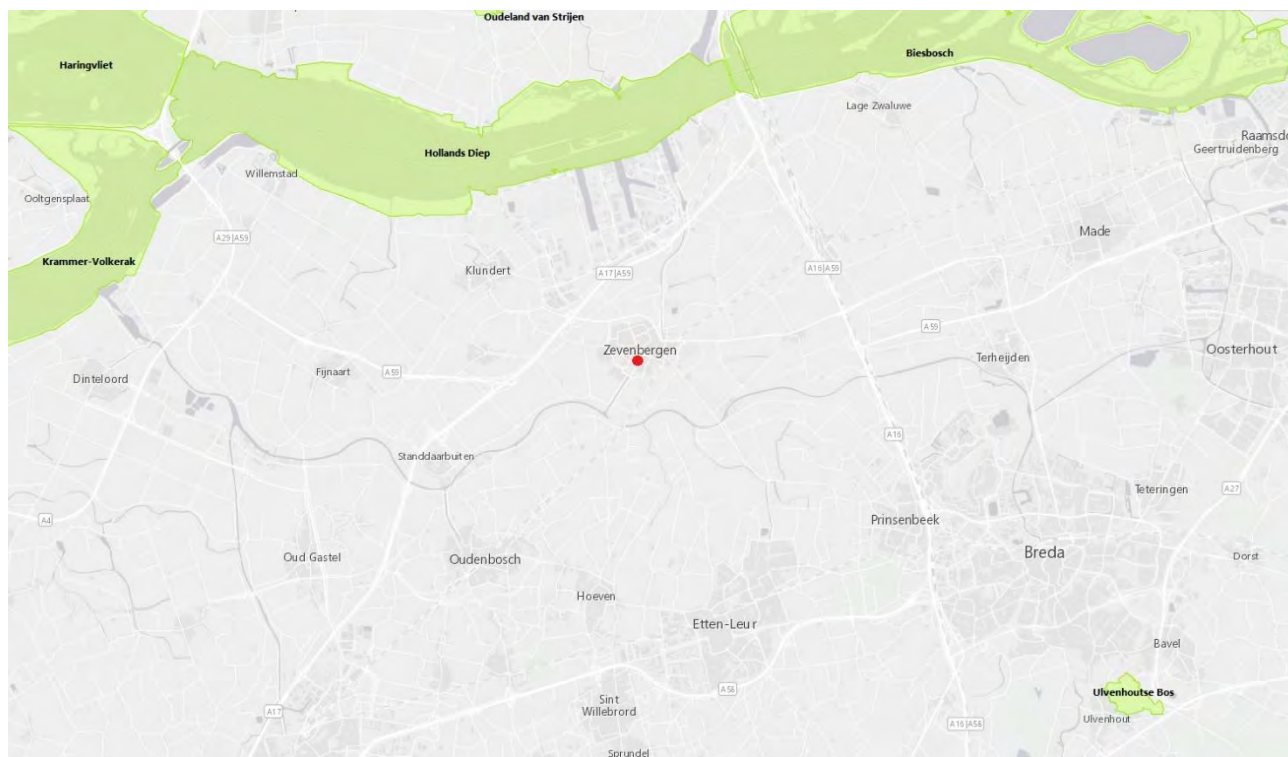 Oudeland van Strijen
Haringvliet
Biesbosch
Lage Zwaluwe
Raamsdo
Geertruidenberg
Hollands Diep
Willemstad
Ooltgensplaat
Made
A29|A59
Krammer-Volkerak
Klundert
A17|A59
A16|A59
A59
Zevenbergen
Oosterhout
Terheijden
Fijnaart
A59
Dinteloord
A16
Standdaarbuiten
Teteringen
A27
A4
Prinsenbeek
Oud Gastel
Oudenbosch
Breda
Dorst
Hoeven
Etten-Leur
Bavel
A58
Ulvenhoutse Bos
Sint
Willebrord
A17
A16|A58
Ulvenhout
Sprundel